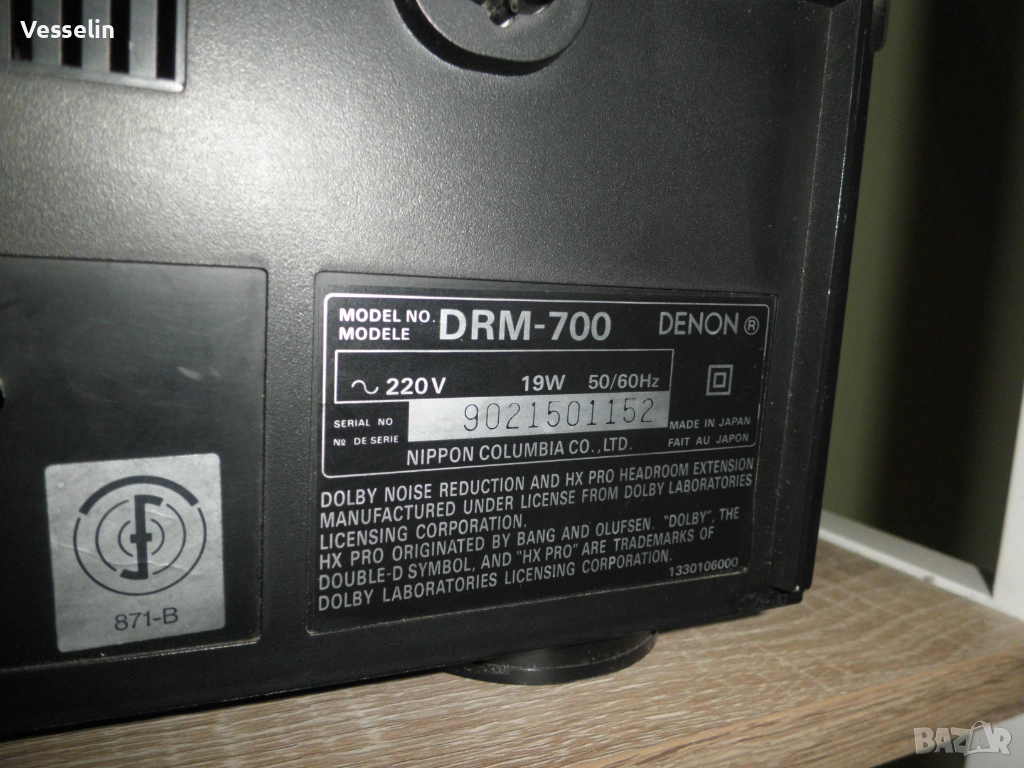 Vesselin
MODEL NO. DRM-700 DENON ®
MODELE
~ 220V 19W 50/60Hz
SERIAL NO 9021501152 MADE IN JAPAN
Nº DE SERIE FAIT AU JAPON
NIPPON COLUMBIA CO., LTD.
DOLBY NOISE REDUCTION AND HX PRO HEADROOM EXTENSION
MANUFACTURED UNDER LICENSE FROM DOLBY LABORATORIES
LICENSING CORPORATION.
HX PRO ORIGINATED BY BANG AND OLUFSEN. "DOLBY", THE
DOUBLE-D SYMBOL, AND "HX PRO" ARE TRADEMARKS OF
DOLBY LABORATORIES LICENSING CORPORATION.
1330106000
871-B
BAZAR